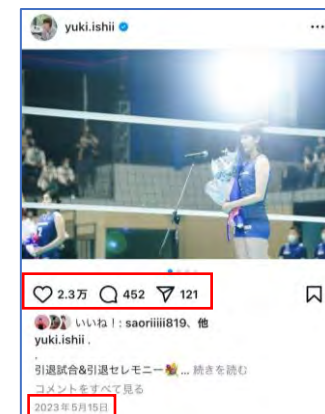 yuki.ishii
2.3万 452 121
いいね！: saoriiiii819、他
yuki.ishii .
.
引退試合&引退セレモニー💐 ... 続きを読む
コメントをすべて見る
2023年5月15日